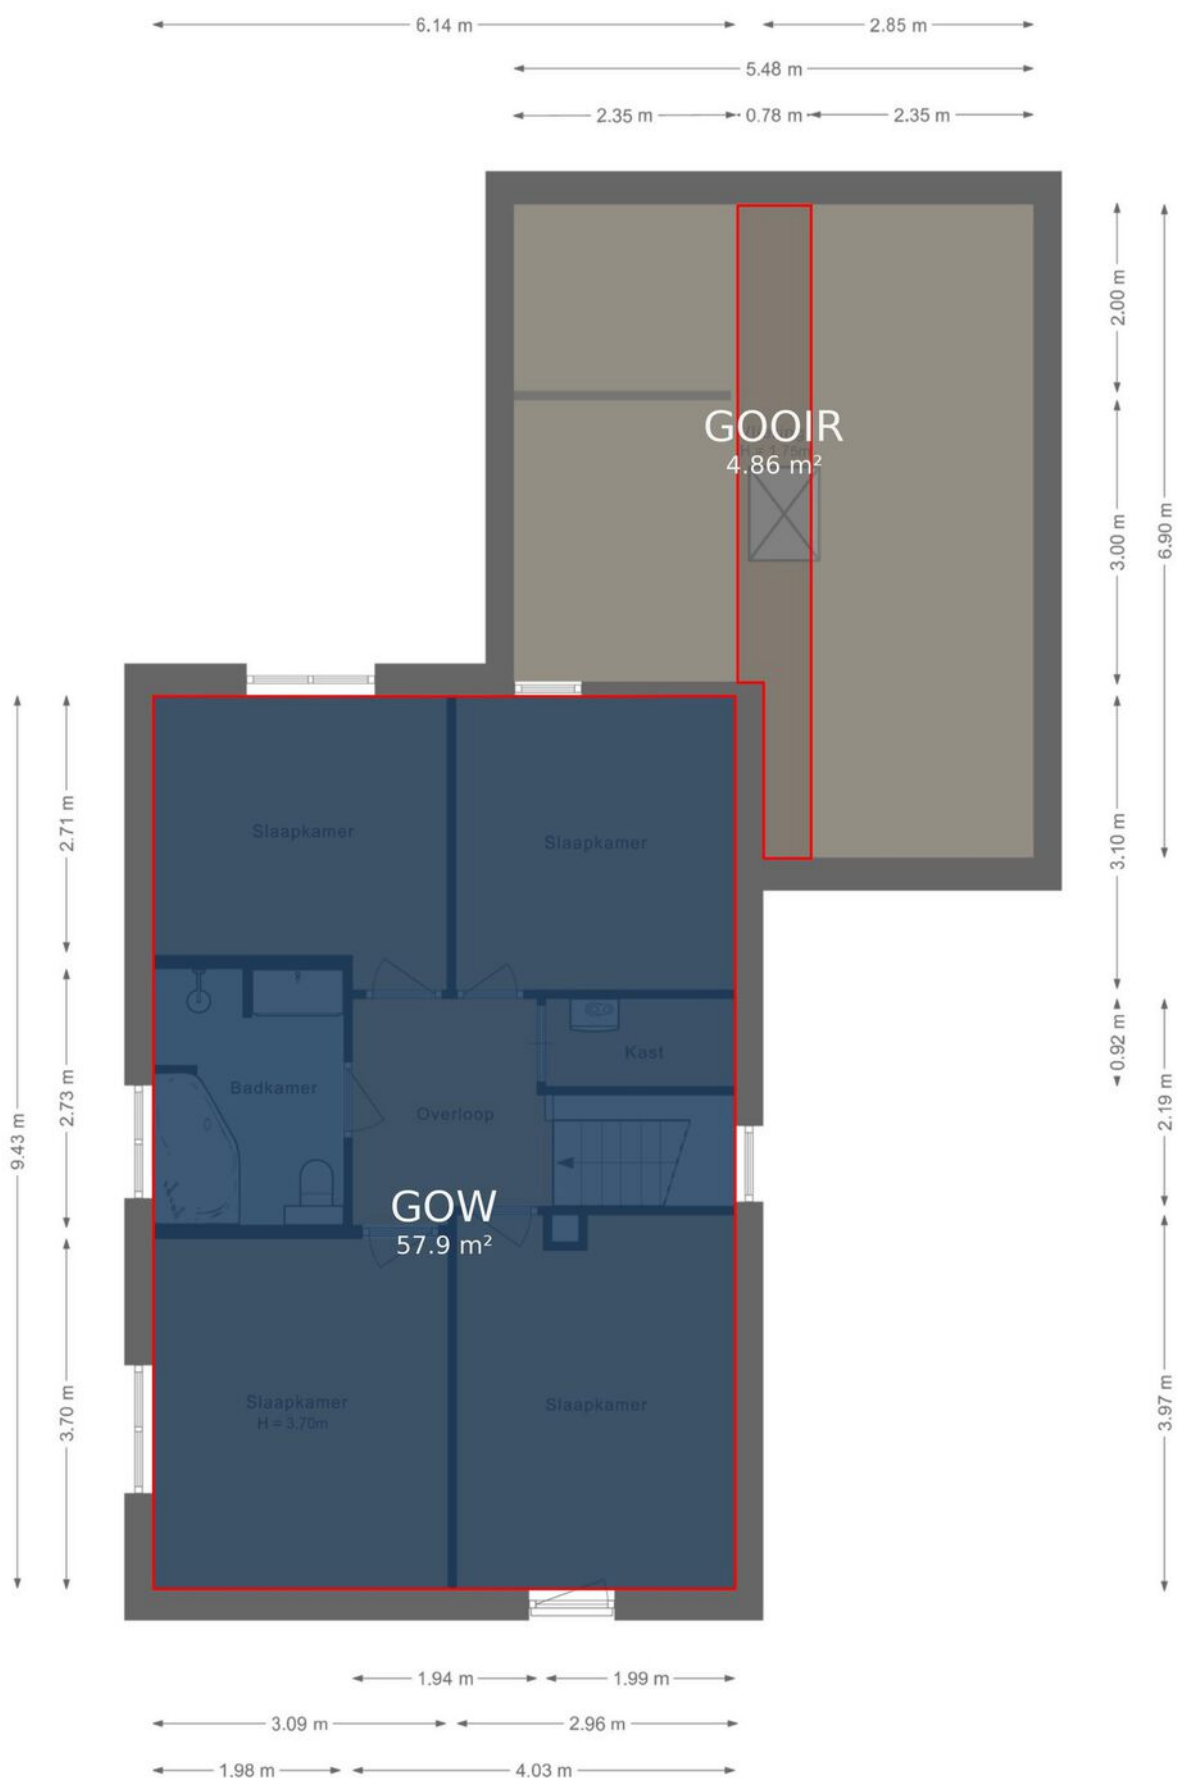 6.14 m
2.85 m
5.48 m
2.35 m
0.78 m
2.35 m
2.00 m
GOOIR
H = 1.75m
4.86 m²
3.00 m
6.90 m
2.71 m
Slaapkamer
Slaapkamer
3.10 m
0.92 m
Kast
Badkamer
Overloop
2.73 m
9.43 m
2.19 m
GOW
57.9 m²
Slaapkamer
H = 3.70m
Slaapkamer
3.70 m
3.97 m
1.94 m
1.99 m
3.09 m
2.96 m
1.98 m
4.03 m